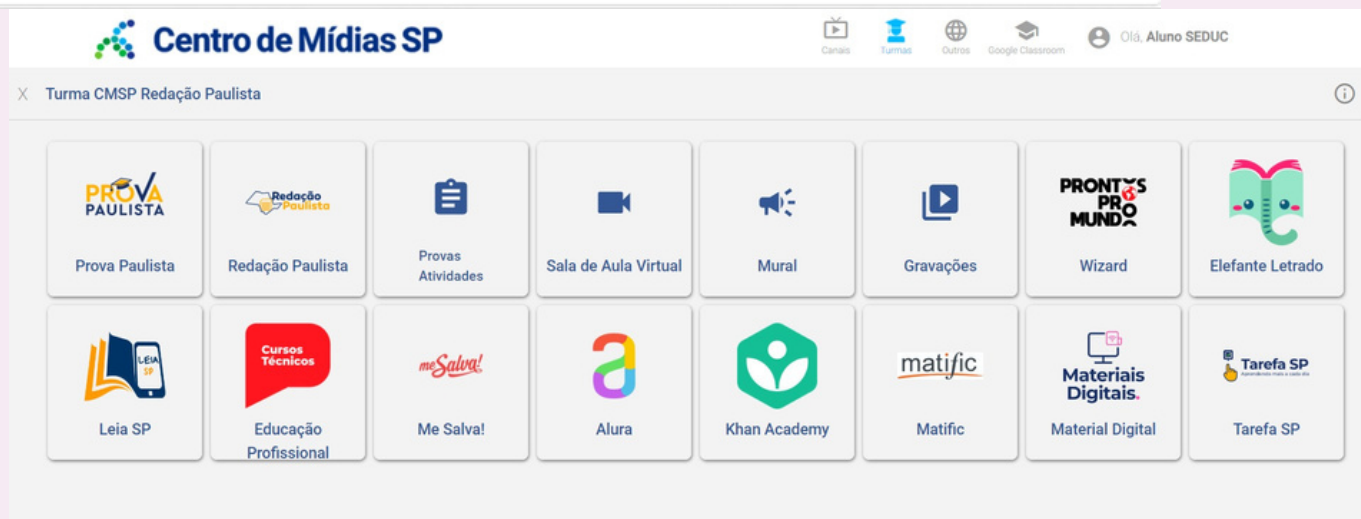 Centro de Mídias SP
Canais
Turmas
Outros
Google Classroom
Olá, Aluno SEDUC
X Turma CMSP Redação Paulista
PROVA
PAULISTA
Prova Paulista
Redação
Paulista
Redação Paulista
Provas
Atividades
Sala de Aula Virtual
Mural
Gravações
PRONTOS
PRO
MUNDO
Wizard
Elefante Letrado
LEIA
SP
Leia SP
Cursos
Técnicos
Educação
Profissional
me Salva!
Me Salva!
a
Alura
Khan Academy
matific
Matific
Materiais
Digitais.
Material Digital
Tarefa SP
Tarefa SP